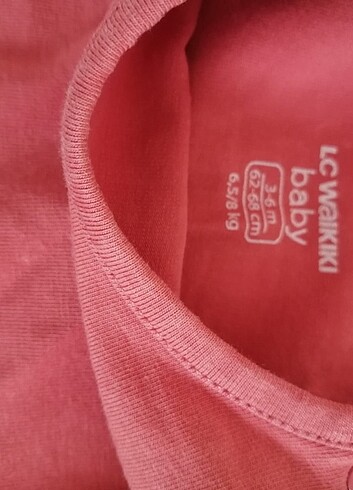 LC WAIKIKI
baby
3-6 m.
62-68 cm
6,5/8 kg